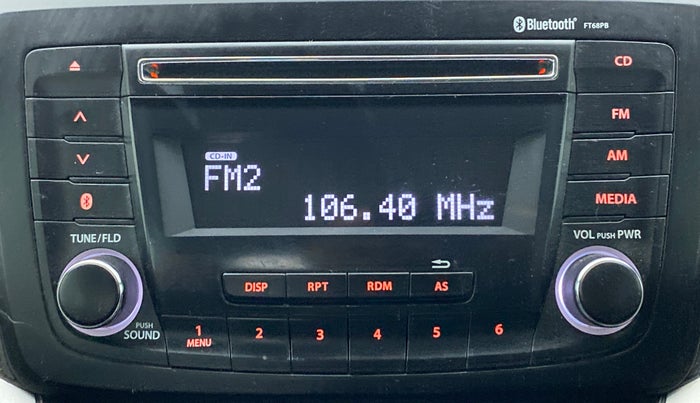 Bluetooth® FT68PB
CD
FM
AM
MEDIA
CD-IN
FM2
106.40 MHz
TUNE/FLD
VOL PUSH PWR
DISP RPT RDM AS
PUSH
SOUND
1 2 3 4 5 6
MENU